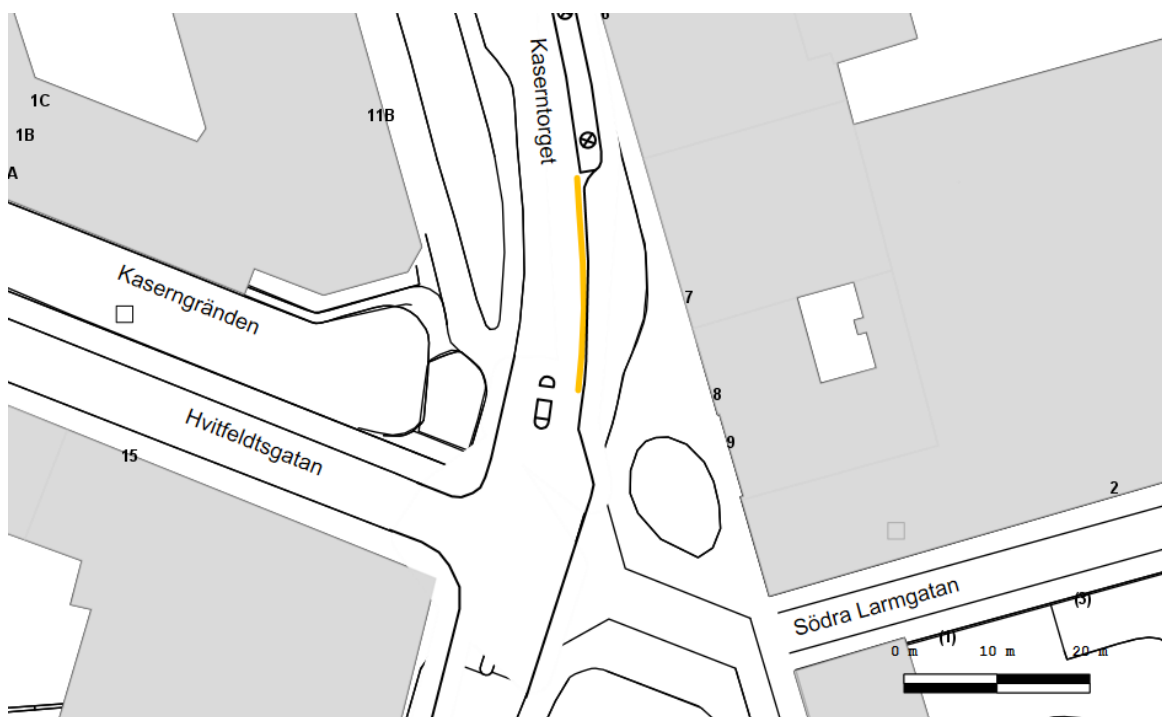 6
Kaserntorget
1C
11B
1B
A
Kaserngränden
7
8
Hvitfeldtsgatan
9
15
2
Södra Larmgatan
(3)
(1)
0 m 10 m 20 m